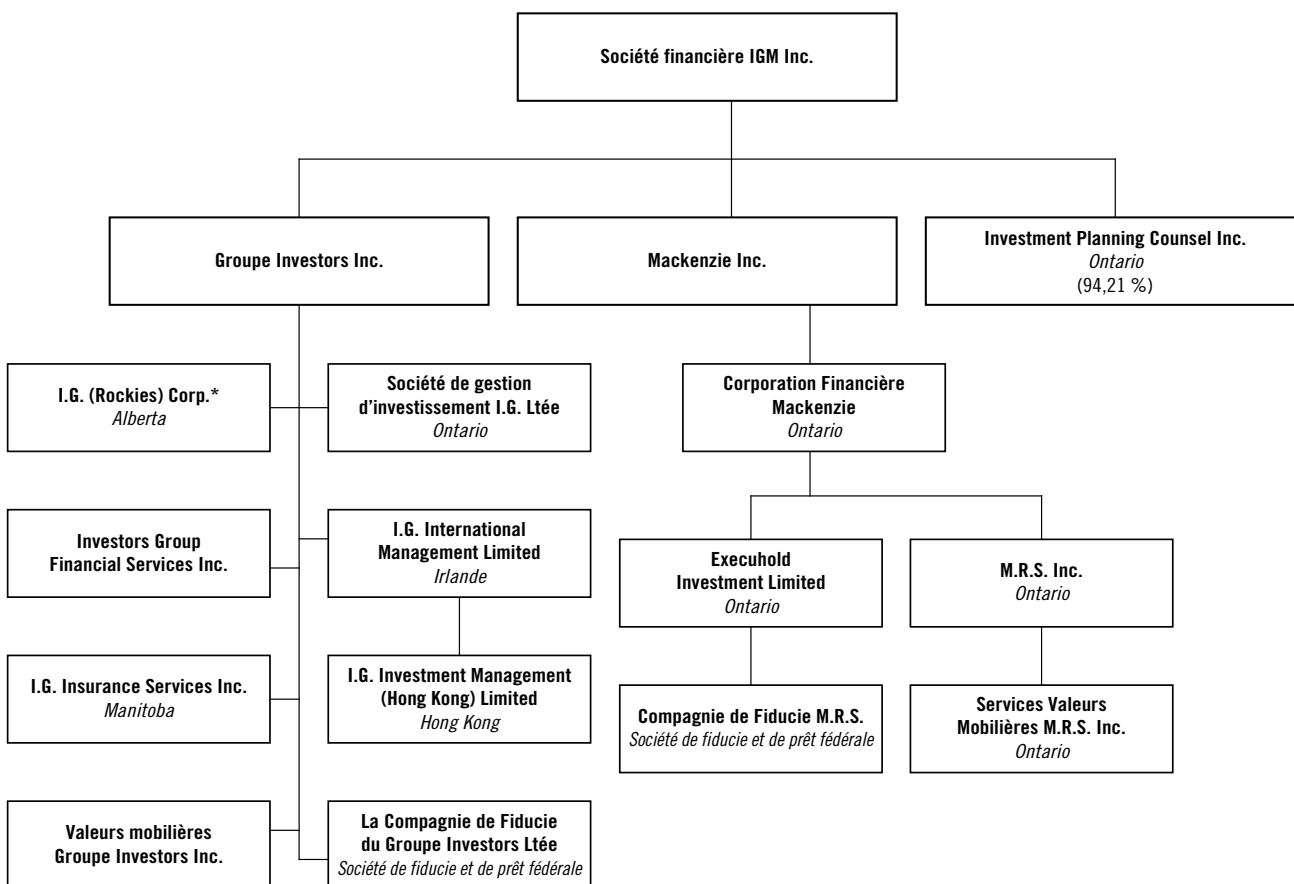 Société financière IGM Inc.
Groupe Investors Inc.
Mackenzie Inc.
Investment Planning Counsel Inc.
Ontario
(94,21 %)
I.G. (Rockies) Corp.*
Alberta
Société de gestion
d'investissement I.G. Ltée
Ontario
Corporation Financière
Mackenzie
Ontario
Investors Group
Financial Services Inc.
I.G. International
Management Limited
Irlande
Execuhold
Investment Limited
Ontario
M.R.S. Inc.
Ontario
I.G. Insurance Services Inc.
Manitoba
I.G. Investment Management
(Hong Kong) Limited
Hong Kong
Compagnie de Fiducie M.R.S.
Société de fiducie et de prêt fédérale
Services Valeurs
Mobilières M.R.S. Inc.
Ontario
Valeurs mobilières
Groupe Investors Inc.
La Compagnie de Fiducie
du Groupe Investors Ltée
Société de fiducie et de prêt fédérale